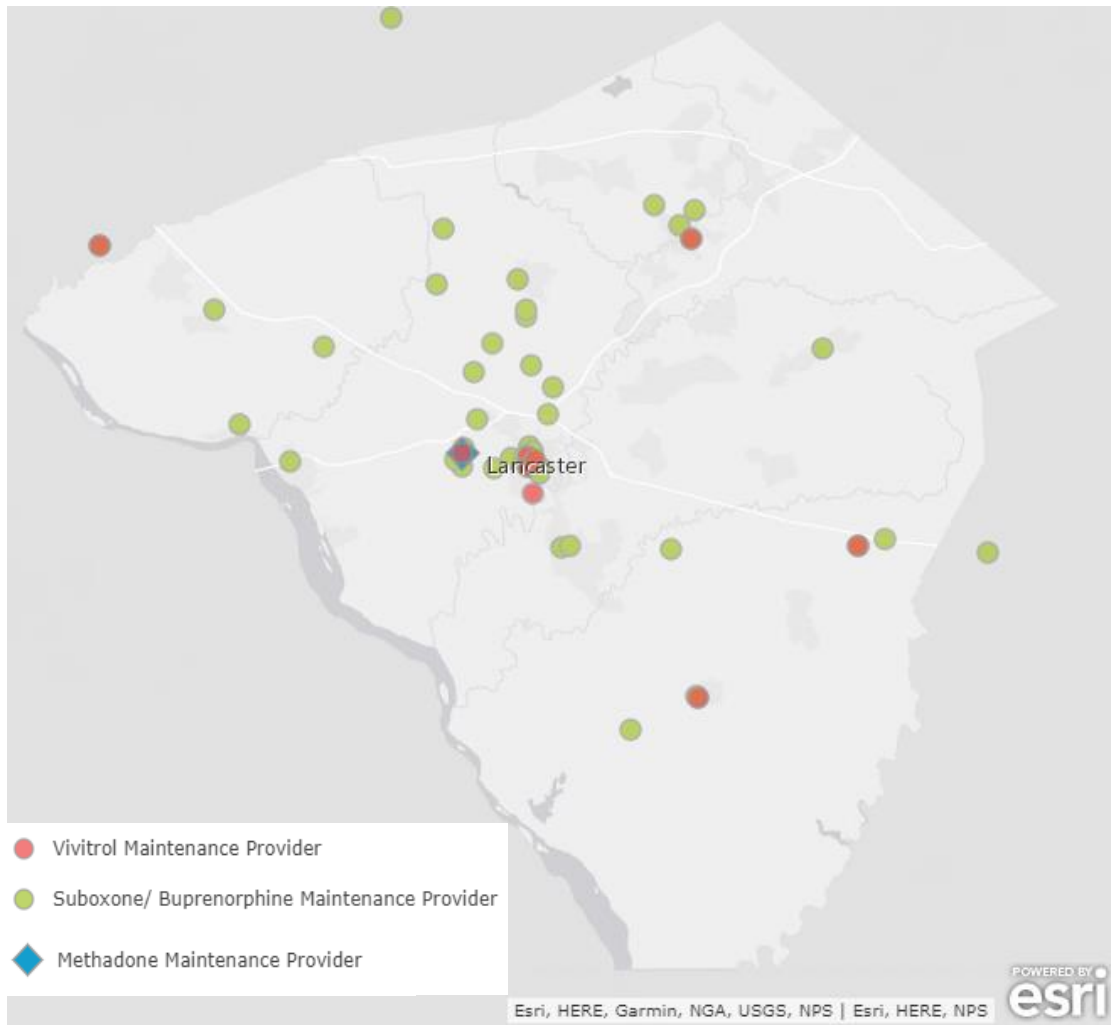 Lancaster
Vivitrol Maintenance Provider
Suboxone/ Buprenorphine Maintenance Provider
Methadone Maintenance Provider
POWERED BY
esri
Esri, HERE, Garmin, NGA, USGS, NPS | Esri, HERE, NPS